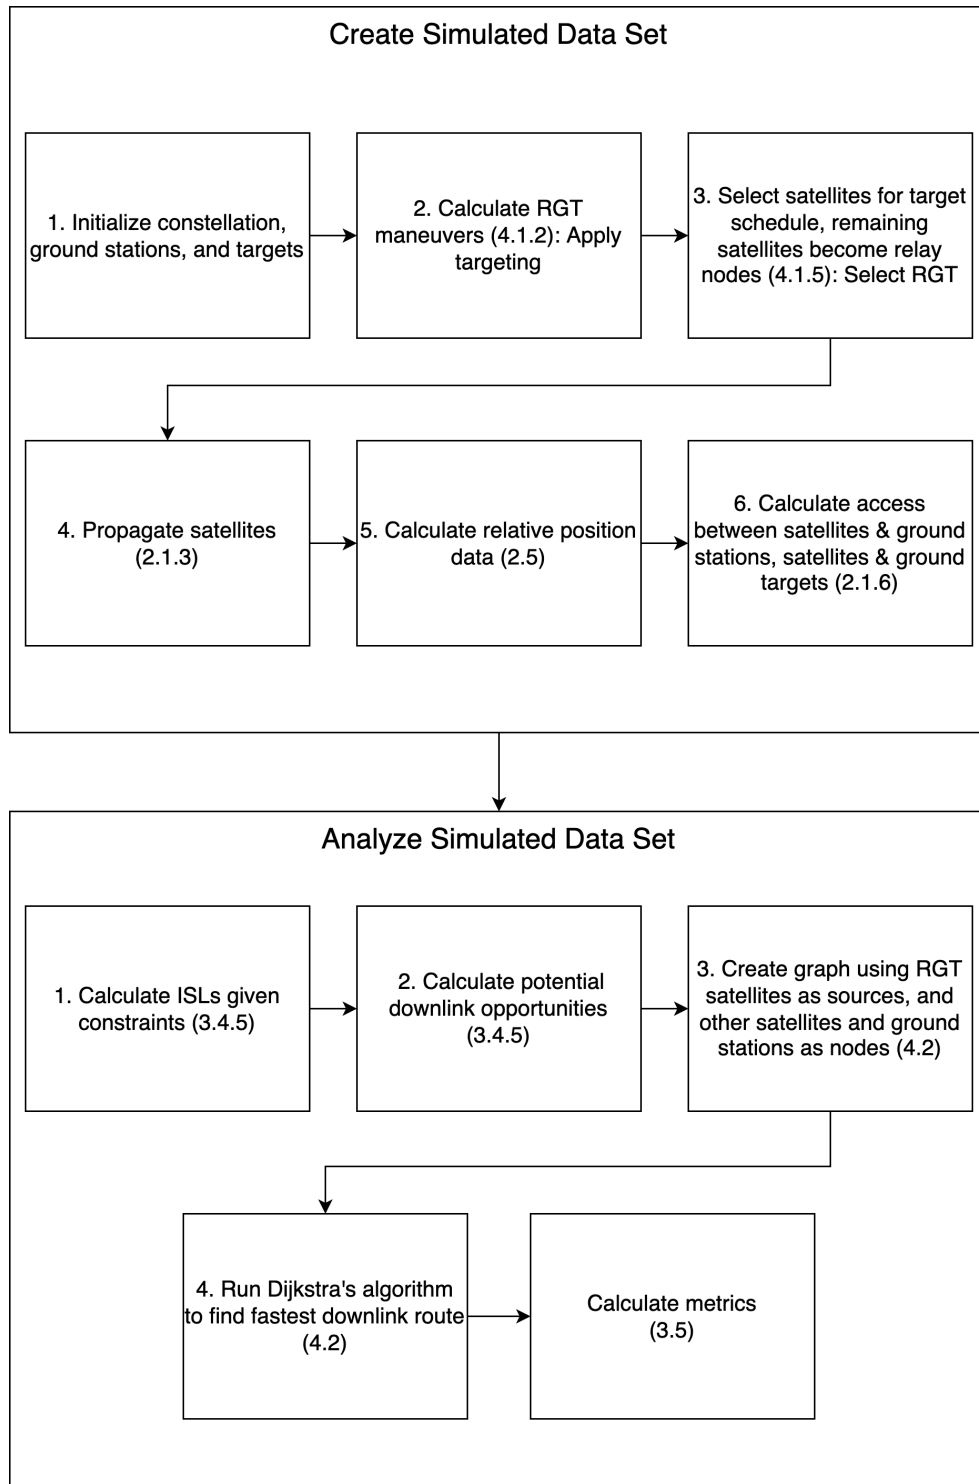 Create Simulated Data Set
1. Initialize constellation,
ground stations, and targets
2. Calculate RGT
maneuvers (4.1.2): Apply
targeting
3. Select satellites for target
schedule, remaining
satellites become relay
nodes (4.1.5): Select RGT
4. Propagate satellites
(2.1.3)
5. Calculate relative position
data (2.5)
6. Calculate access
between satellites & ground
stations, satellites & ground
targets (2.1.6)
Analyze Simulated Data Set
1. Calculate ISLs given
constraints (3.4.5)
2. Calculate potential
downlink opportunities
(3.4.5)
3. Create graph using RGT
satellites as sources, and
other satellites and ground
stations as nodes (4.2)
4. Run Dijkstra's algorithm
to find fastest downlink route
(4.2)
Calculate metrics
(3.5)